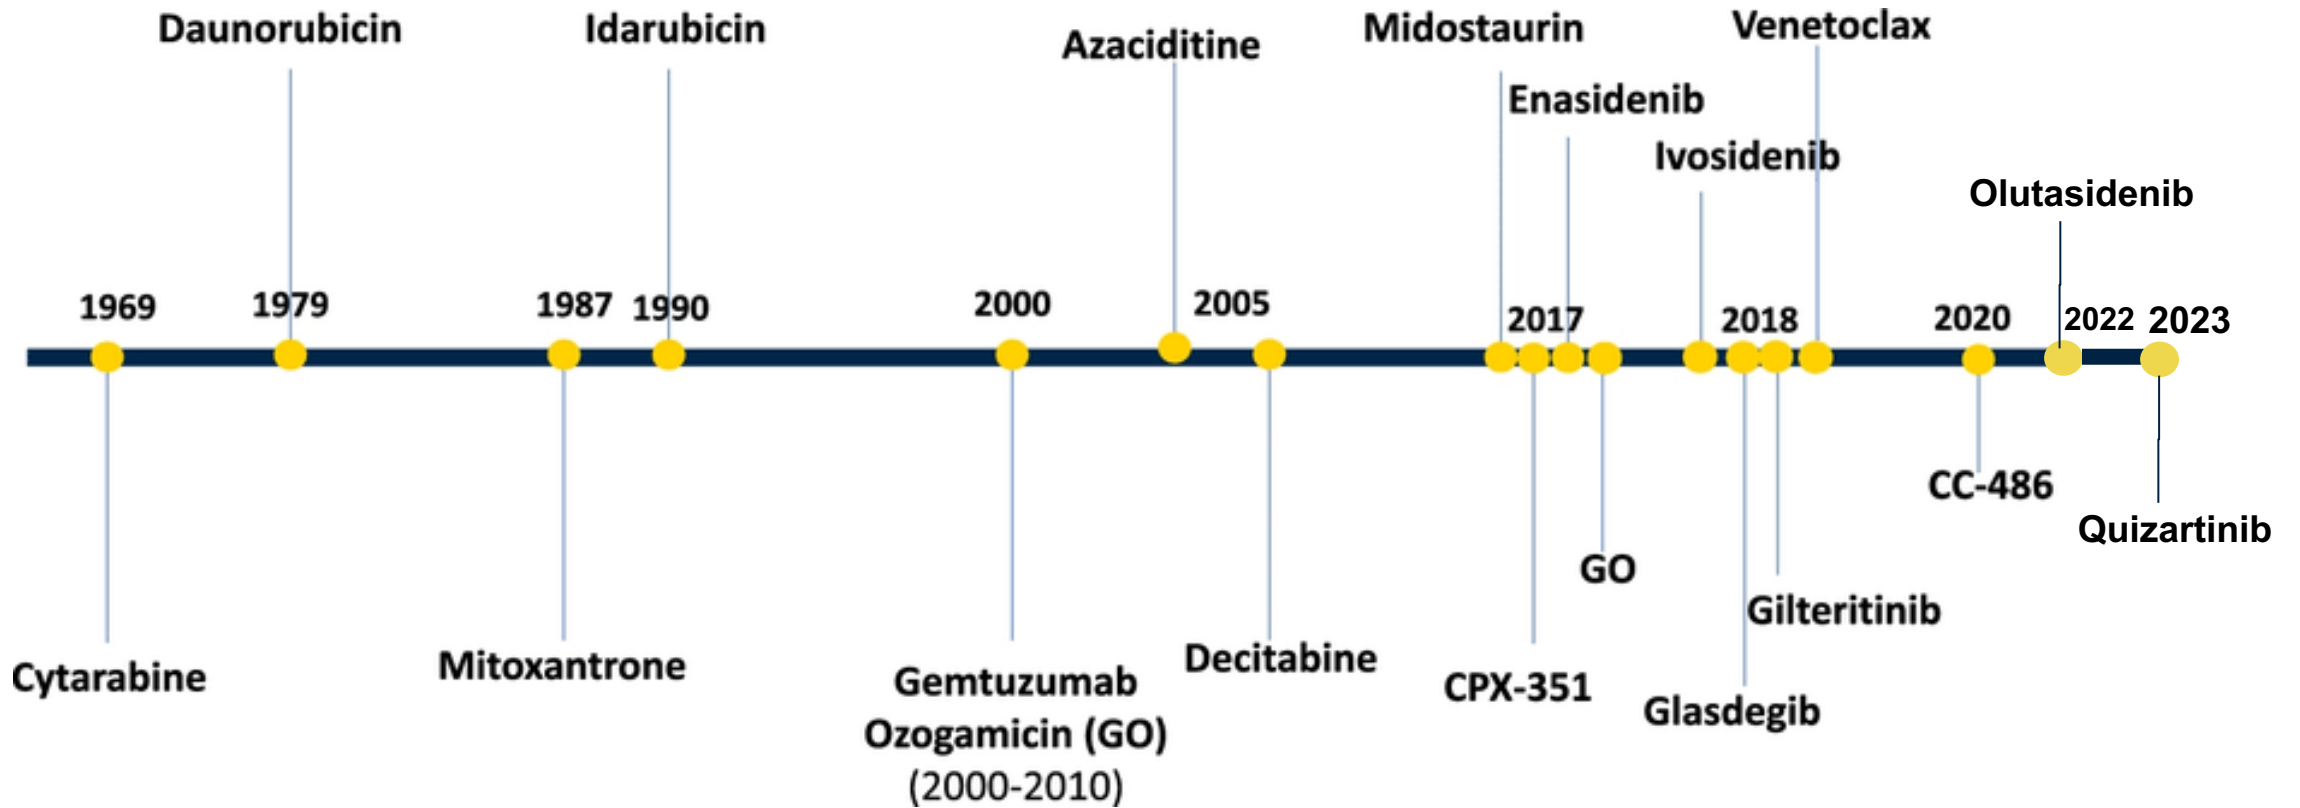 Daunorubicin
Idarubicin
Azaciditine
Midostaurin
Venetoclax
Enasidenib
Ivosidenib
Olutasidenib
1969
1979
1987
1990
2000
2005
2017
2018
2020
2022
2023
CC-486
Quizartinib
GO
Gilteritinib
Cytarabine
Mitoxantrone
Gemtuzumab
Ozogamicin (GO)
(2000-2010)
Decitabine
CPX-351
Glasdegib